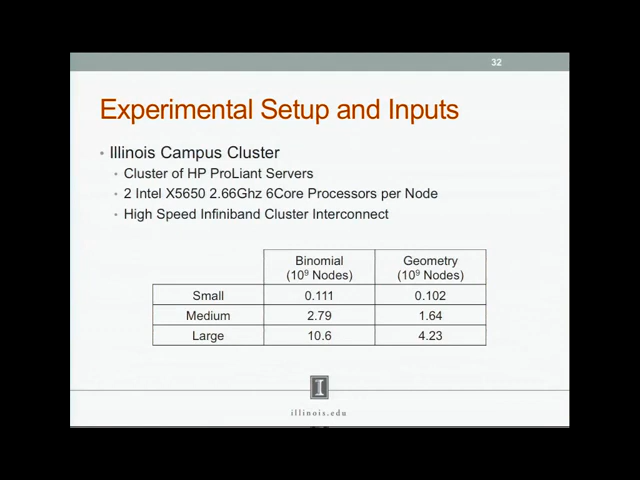 32
Experimental Setup and Inputs
• Illinois Campus Cluster
• Cluster of HP ProLiant Servers
• 2 Intel X5650 2.66Ghz 6Core Processors per Node
• High Speed Infiniband Cluster Interconnect
Binomial (10⁹ Nodes) Geometry (10⁹ Nodes)
Small 0.111 0.102
Medium 2.79 1.64
Large 10.6 4.23
I
illinois.edu